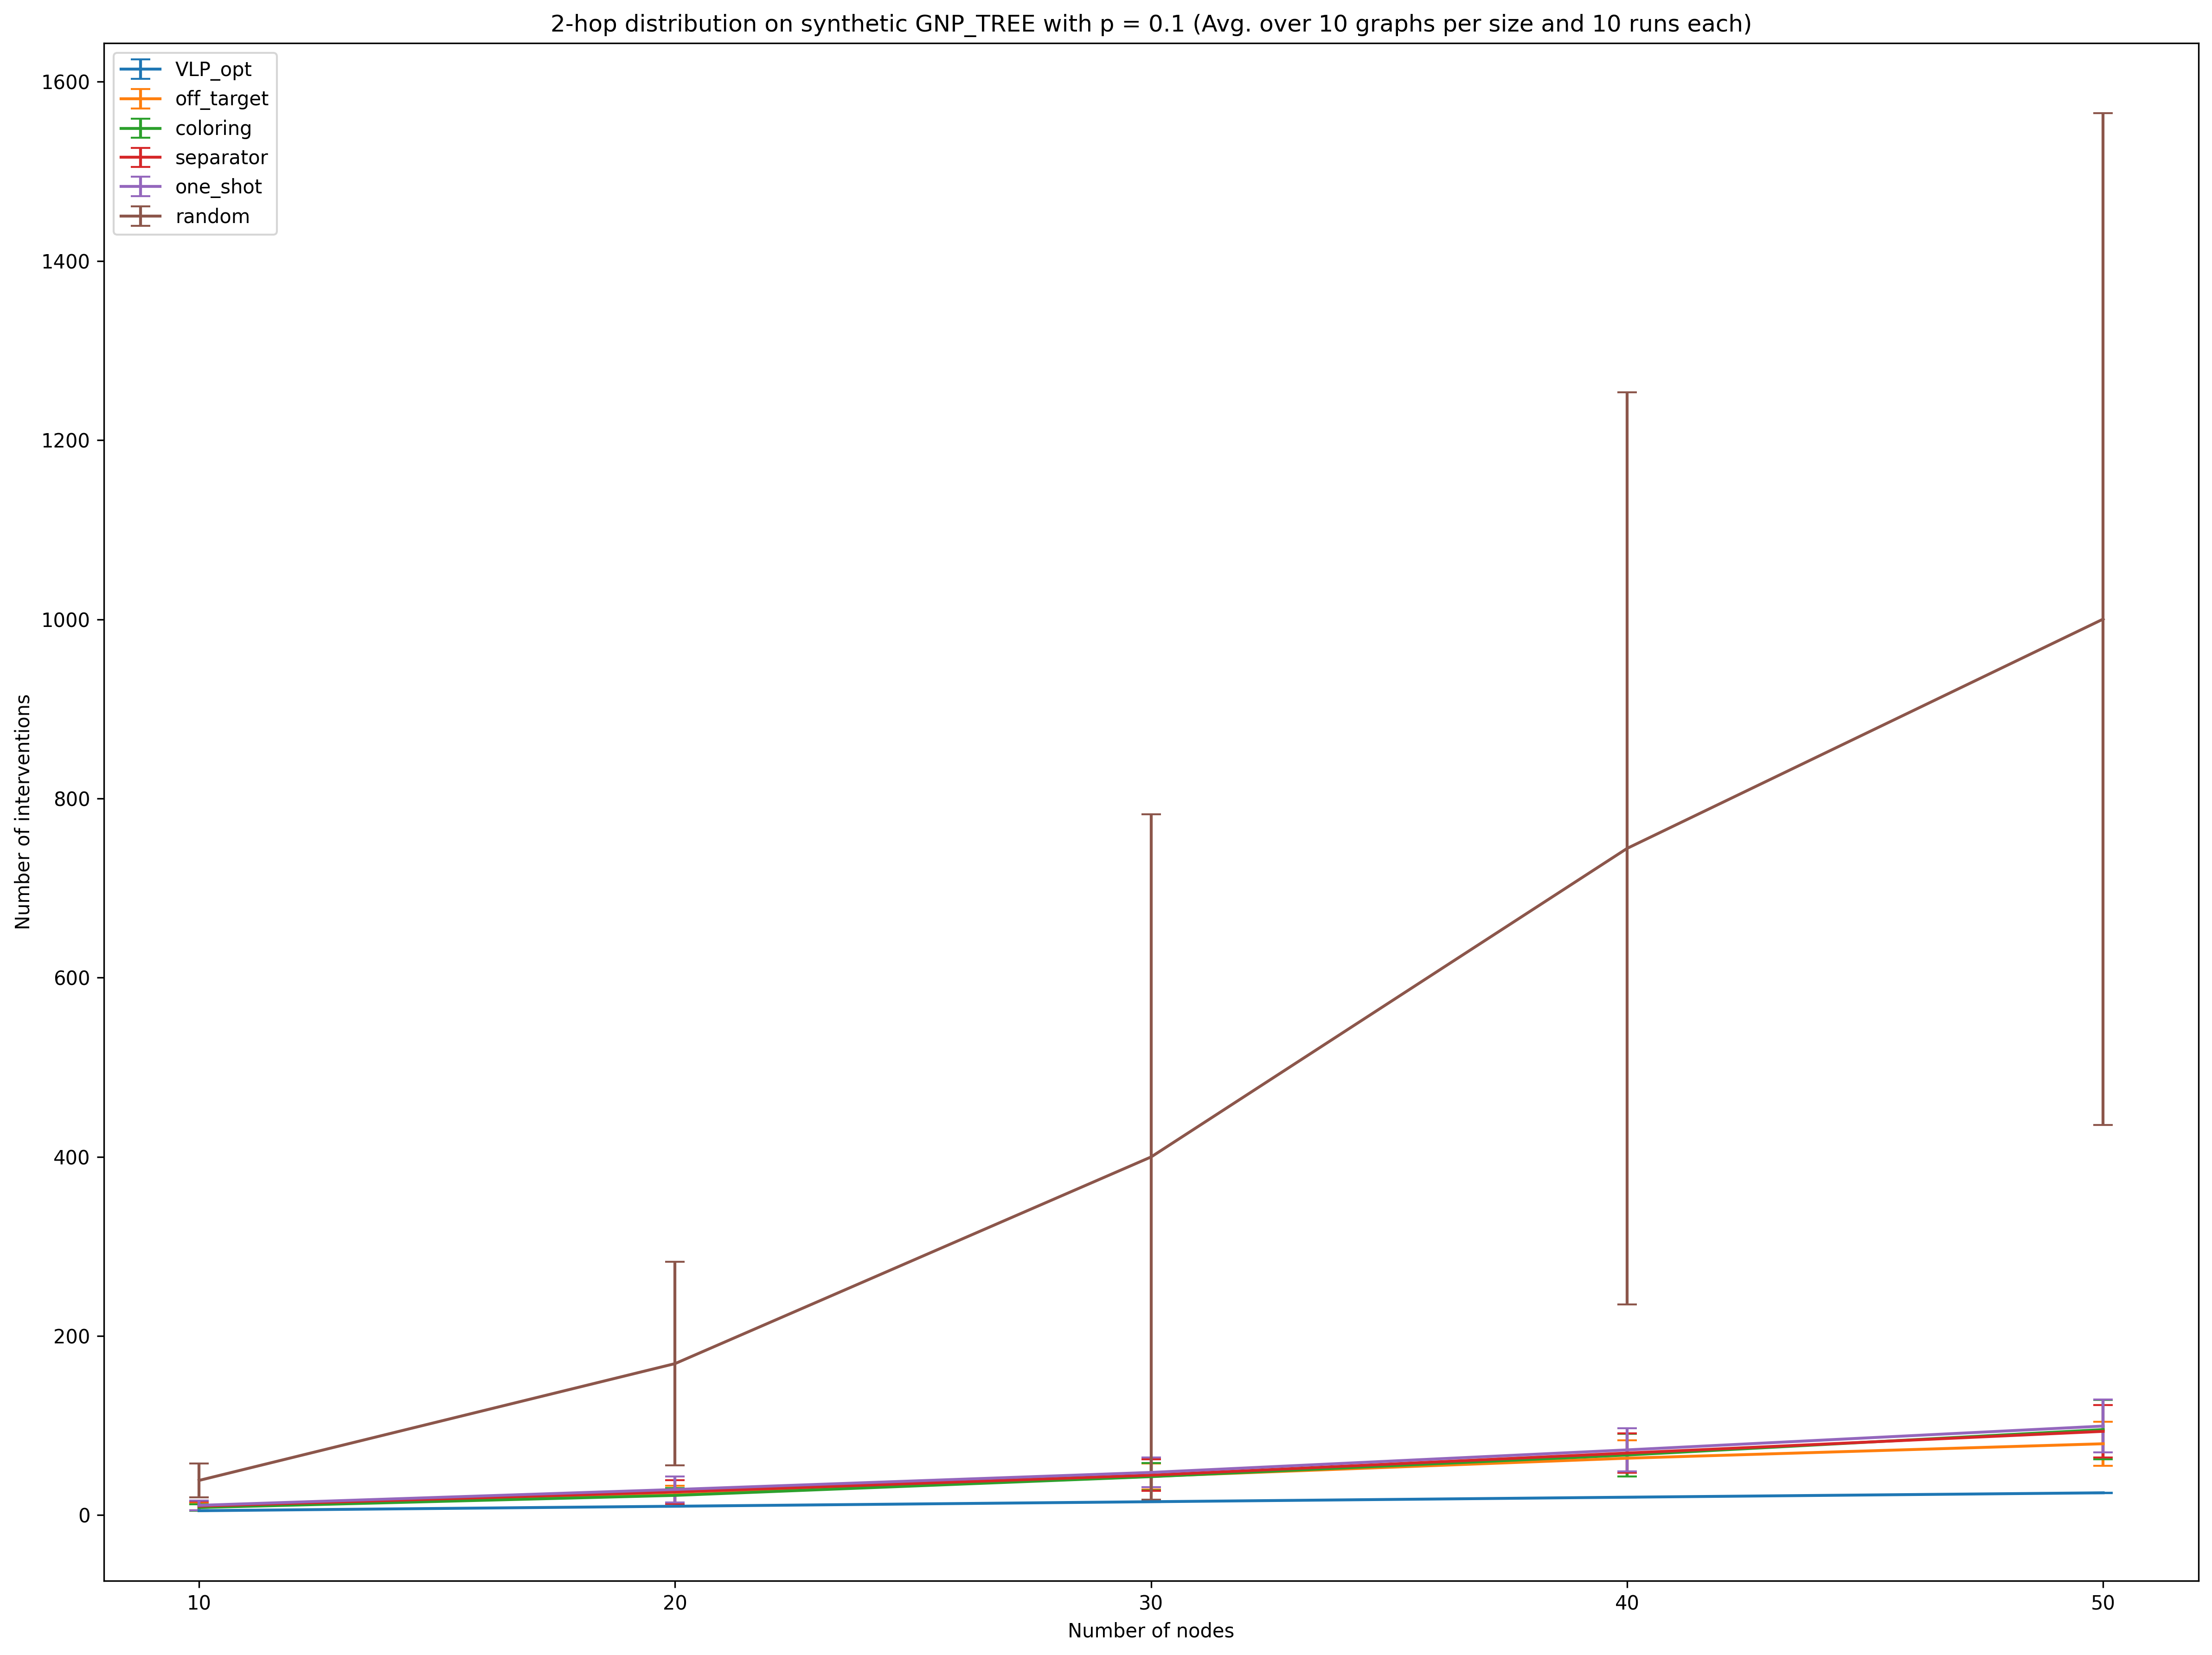 2-hop distribution on synthetic GNP_TREE with p = 0.1 (Avg. over 10 graphs per size and 10 runs each)
VLP_opt
off_target
coloring
separator
one_shot
random
1600
1400
1200
1000
800
600
400
200
0
Number of interventions
10 20 30 40 50
Number of nodes